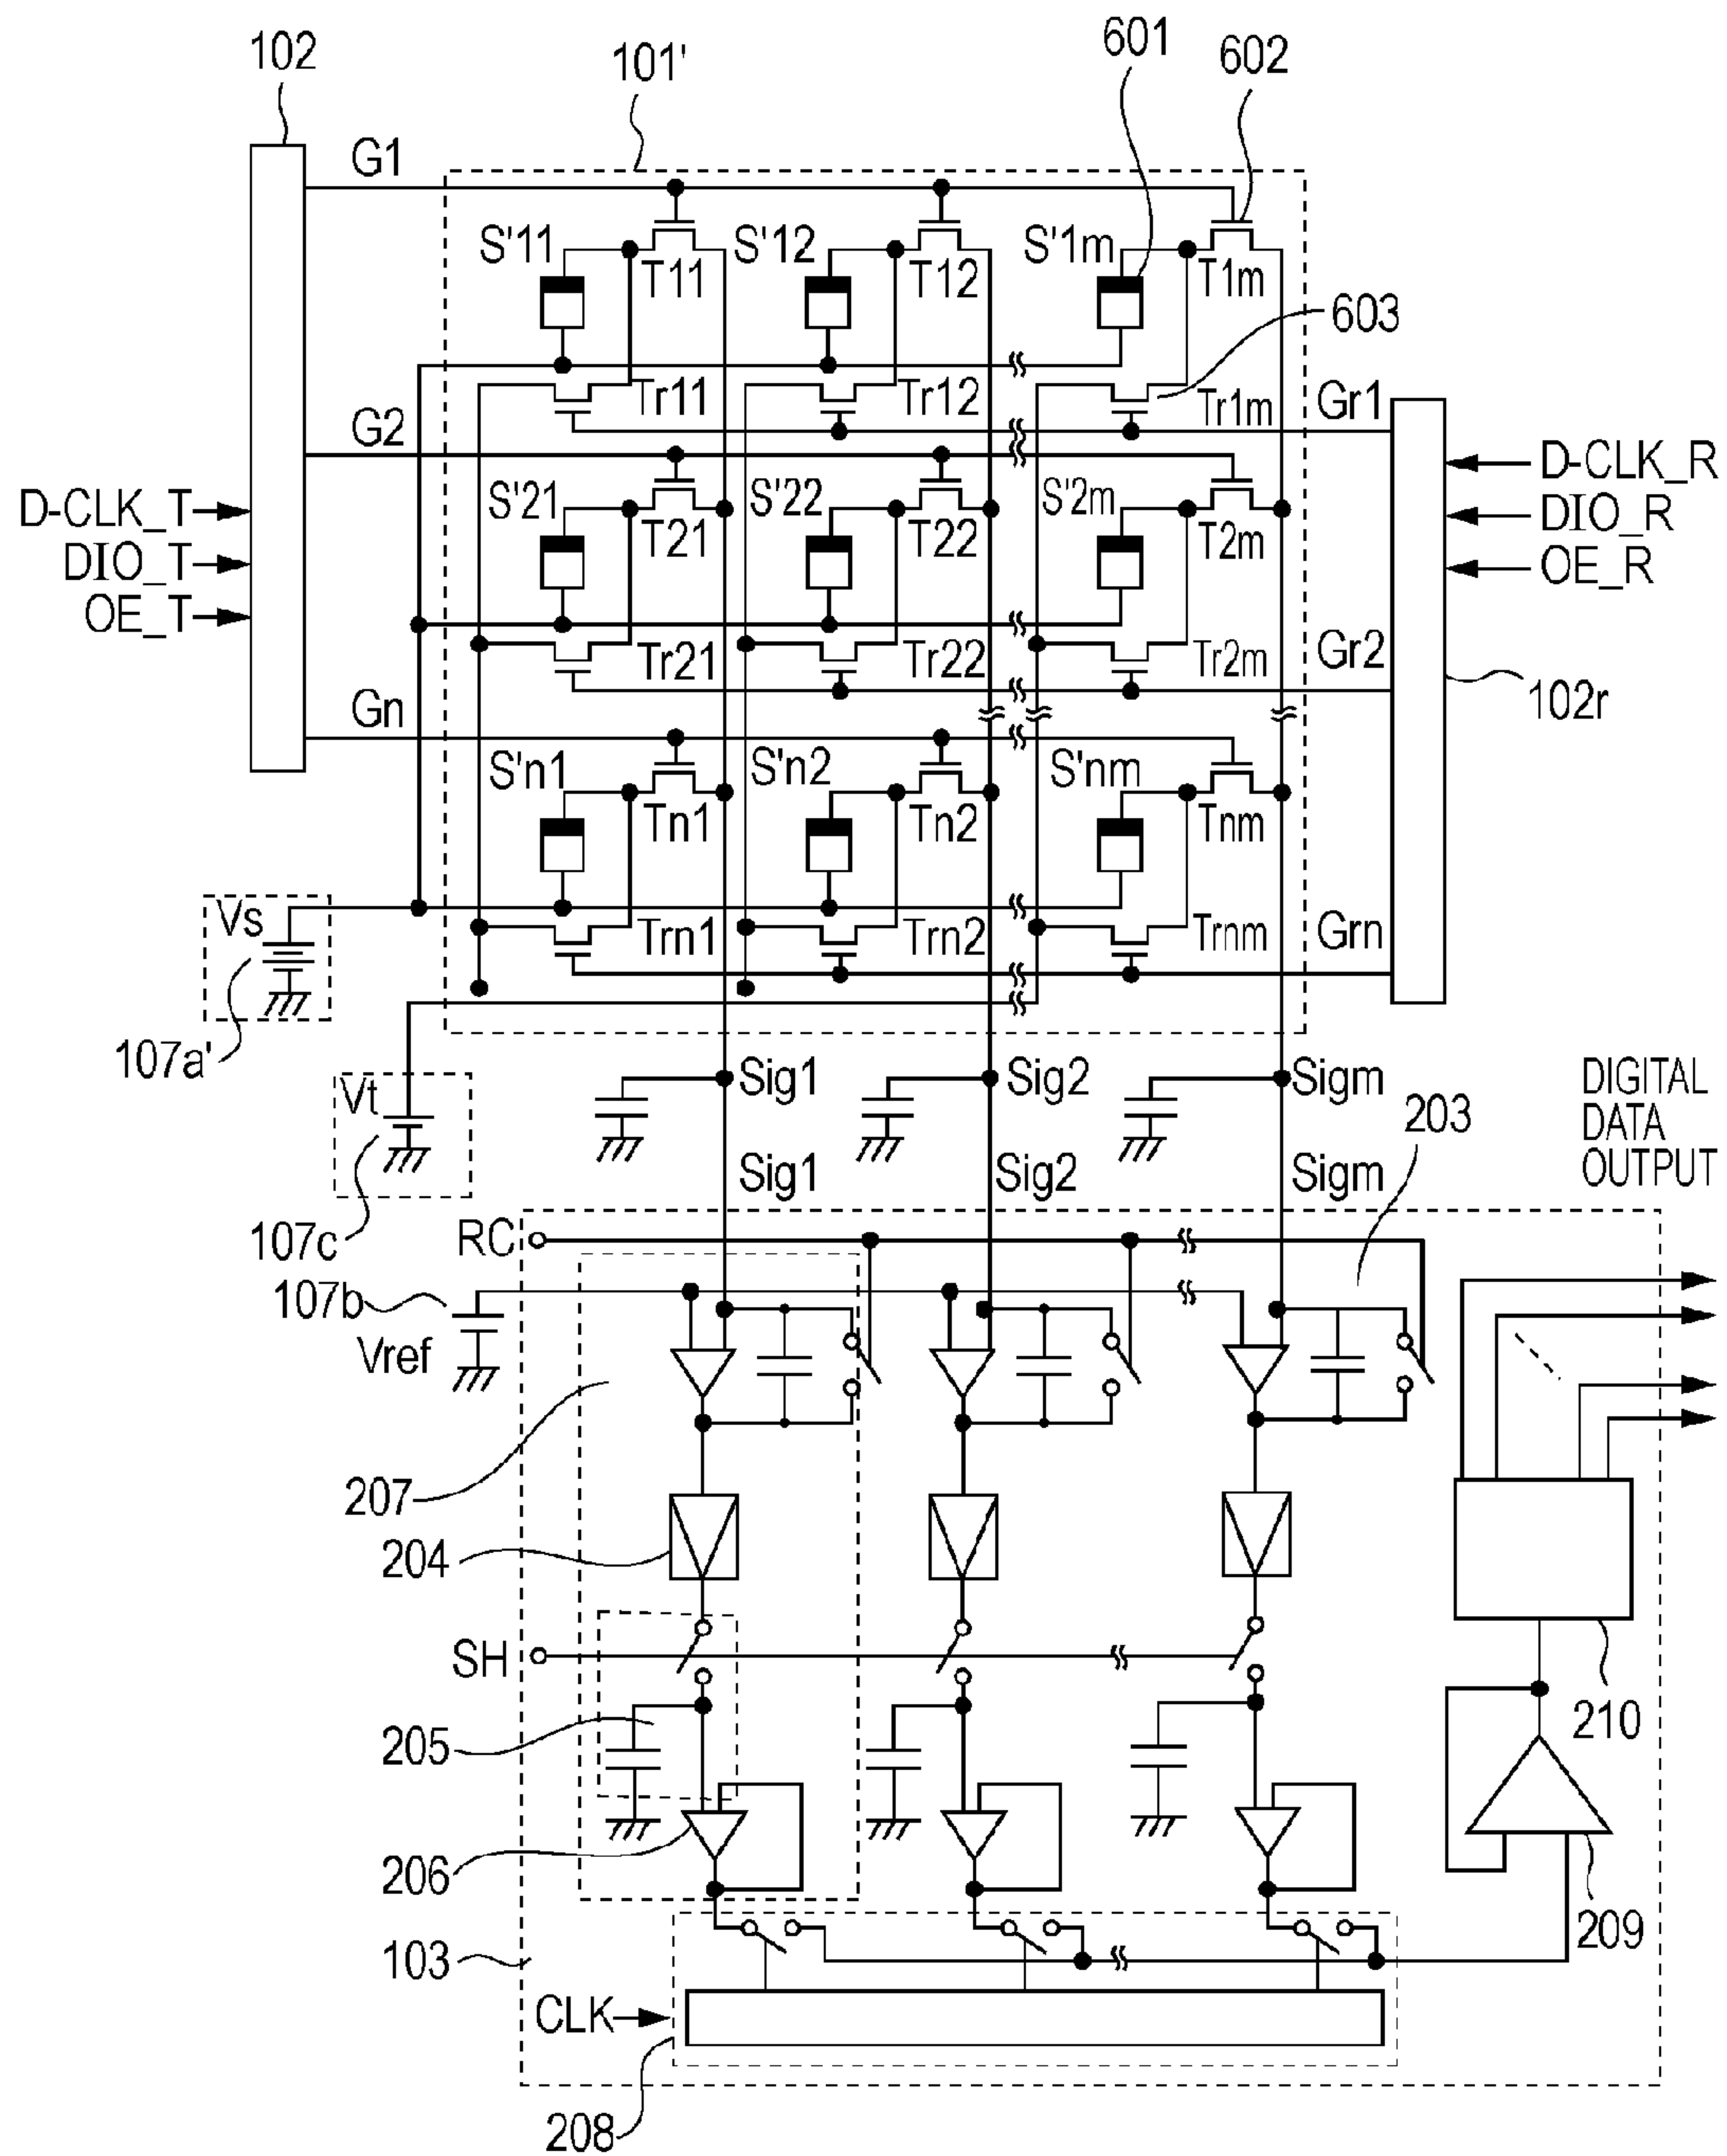 601
102
101'
602
G1
S'11
S'12
S'1m
T11
T12
T1m
603
Tr11
Tr12
Tr1m
Gr1
G2
D-CLK_R
S'21
S'22
S'2m
D-CLK_T
DIO_R
T21
T22
T2m
DIO_T
OE_R
OE_T
Tr21
Tr22
Tr2m
Gr2
102r
Gn
S'n1
S'n2
S'nm
Tn1
Tn2
Tnm
Vs
Trn1
Trn2
Trnm
Grn
107a'
Sig1
Sig2
Sigm
DIGITAL
DATA
OUTPUT
Vt
203
Sig1
Sig2
Sigm
107c
RC
107b
Vref
207
204
SH
205
210
206
209
103
CLK
208